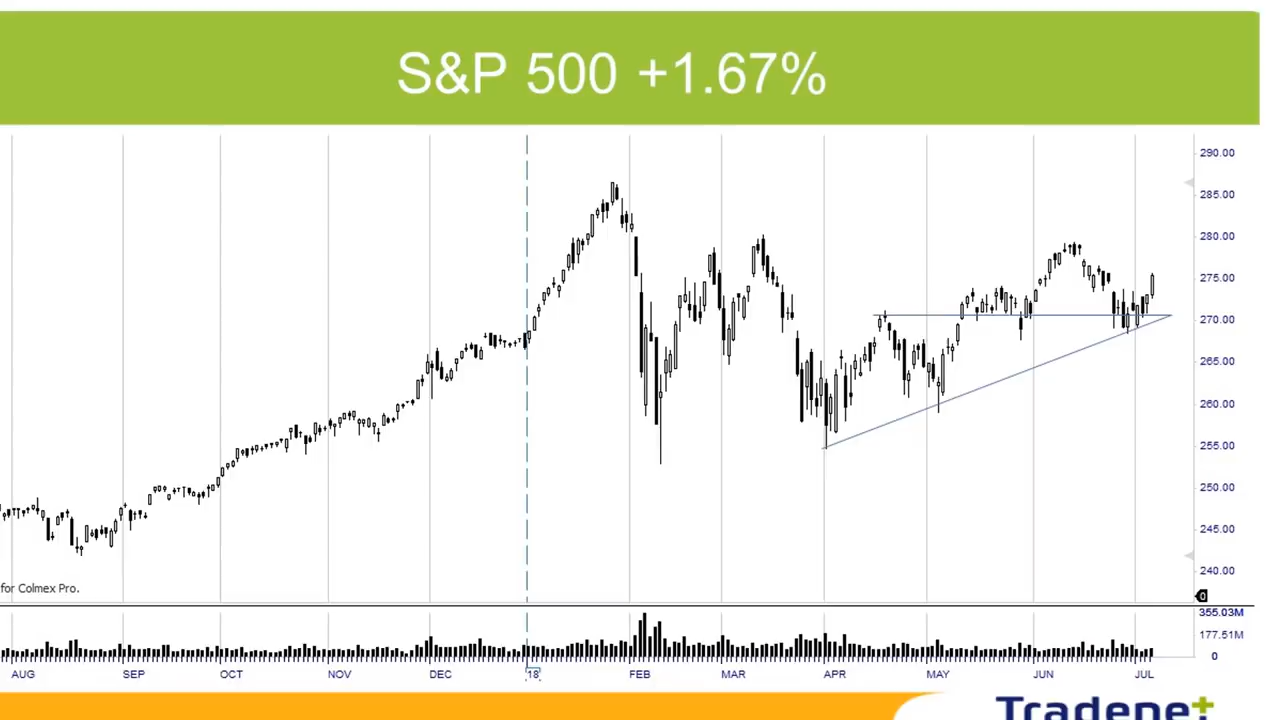 S&P 500 +1.67%
290.00
285.00
280.00
275.00
270.00
265.00
260.00
255.00
250.00
245.00
240.00
for Colmex Pro.
0
355.03M
177.51M
0
AUG SEP OCT NOV DEC 18 FEB MAR APR MAY JUN JUL
Tradenet